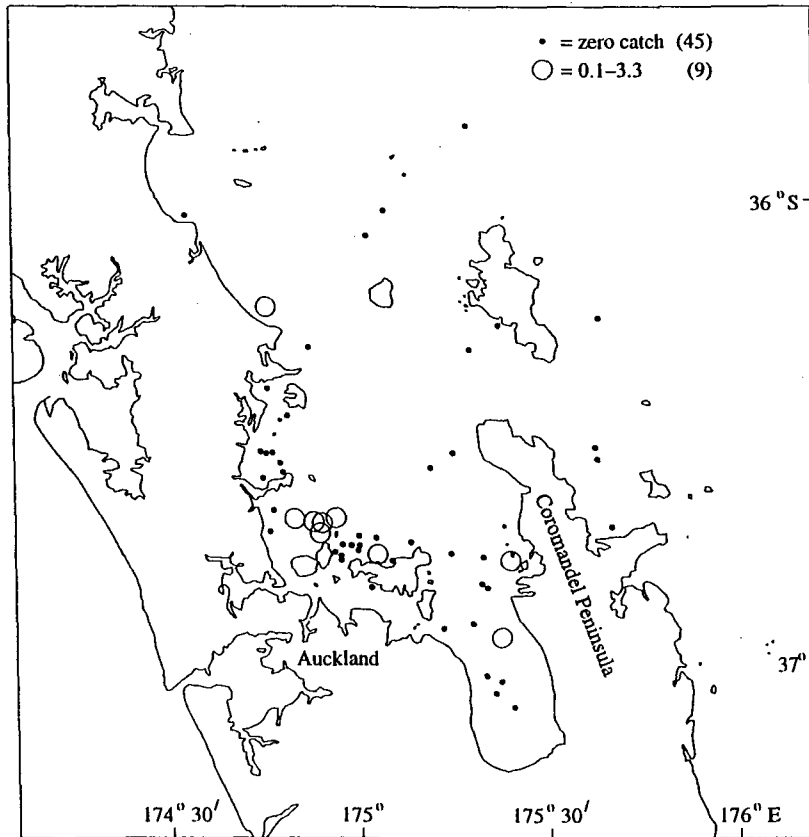 • = zero catch (45)
○ = 0.1–3.3 (9)
36° S
Coromandel Peninsula
Auckland
37°
174° 30′ 175° 175° 30′ 176° E